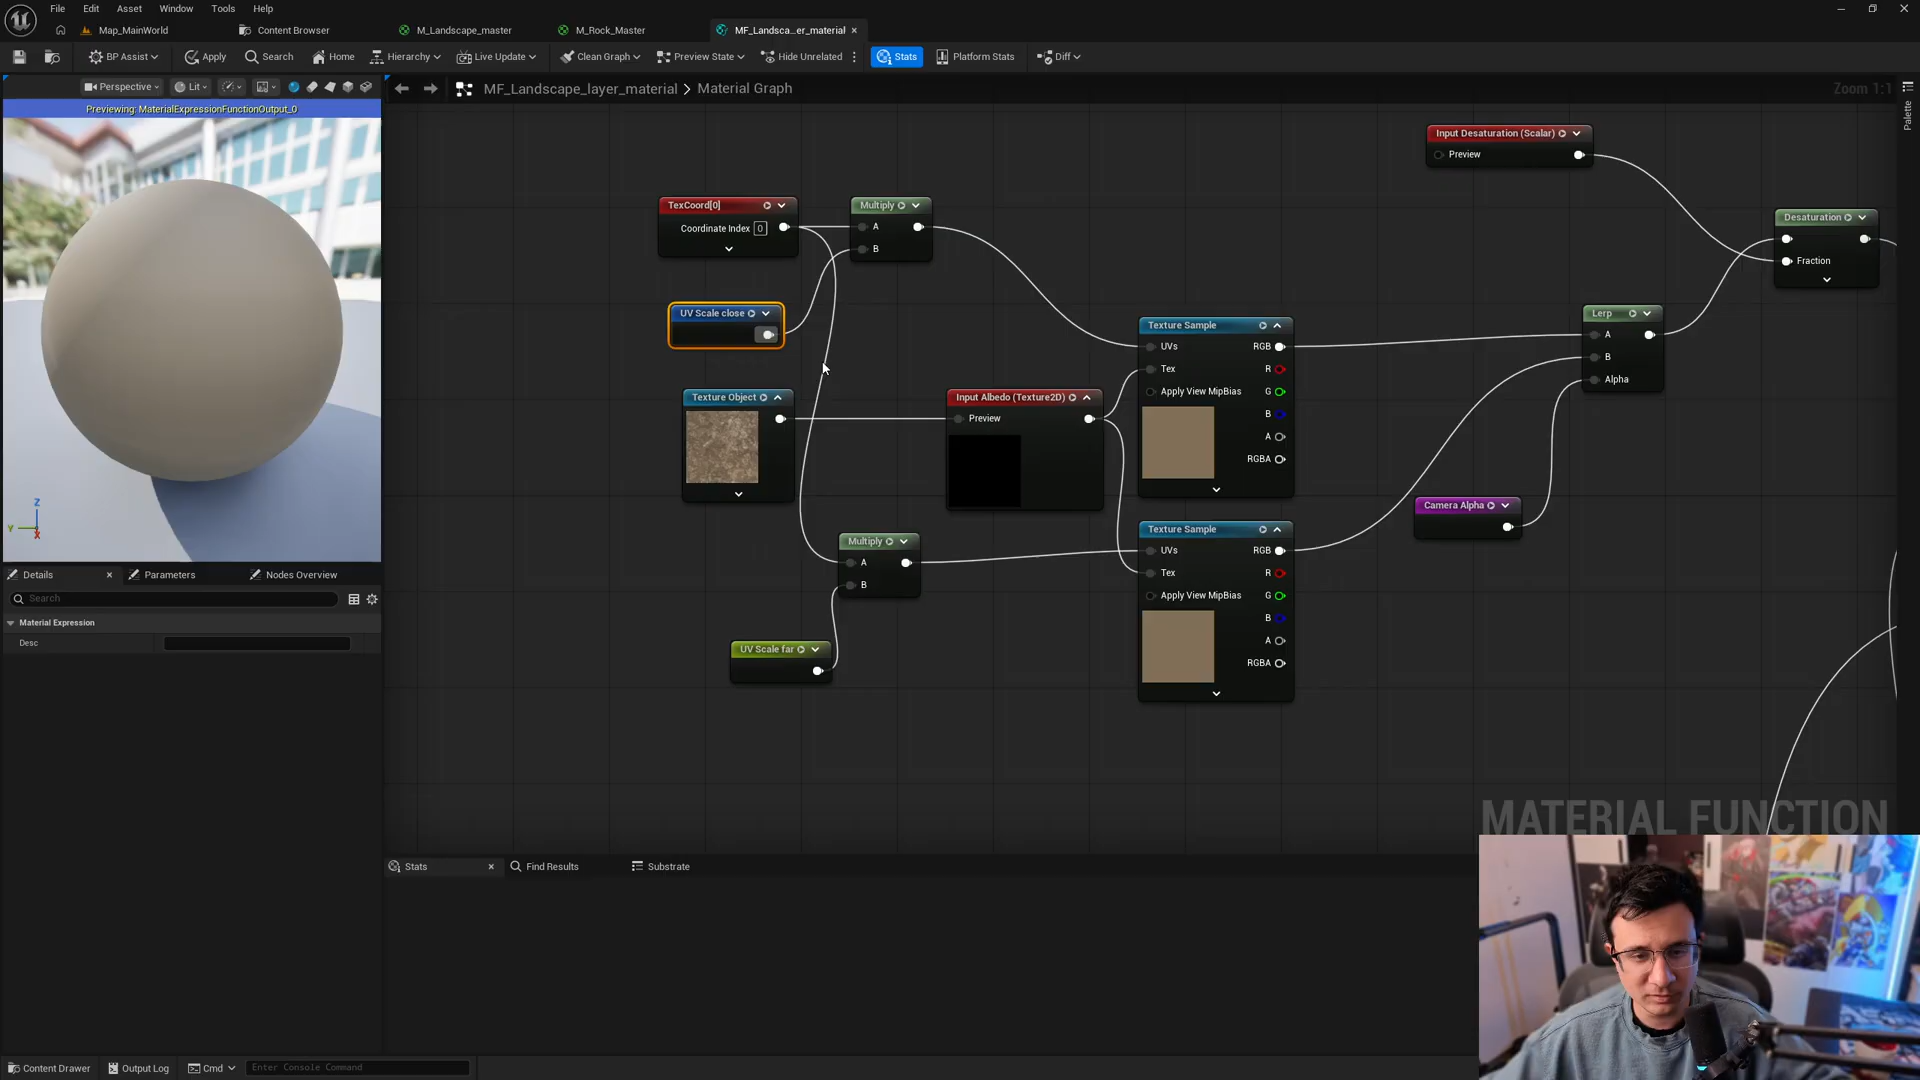 File Edit Asset Window Tools Help
Map_MainWorld Content Browser M_Landscape_master M_Rock_Master MF_Landsca...er_material
BP Assist Apply Search Home Hierarchy Live Update Clean Graph Preview State Hide Unrelated Stats Platform Stats Diff
Perspective Lit
MF_Landscape_layer_material > Material Graph Zoom 1:1
Palette
Previewing: MaterialExpressionFunctionOutput_0
Input Desaturation (Scalar)
Preview
TexCoord[0]
Coordinate Index 0
Multiply
A
B
Desaturation
Fraction
UV Scale close
Texture Sample
UVs RGB
Tex R
Apply View MipBias G
B
A
RGBA
Lerp
A
B
Alpha
Texture Object
Input Albedo (Texture2D)
Preview
Camera Alpha
Texture Sample
UVs RGB
Tex R
Apply View MipBias G
B
A
RGBA
Multiply
A
B
UV Scale far
Z
Y
X
Details Parameters Nodes Overview
Search
Material Expression
Desc
MATERIAL FUNCTION
Stats Find Results Substrate
Content Drawer Output Log Cmd Enter Console Command